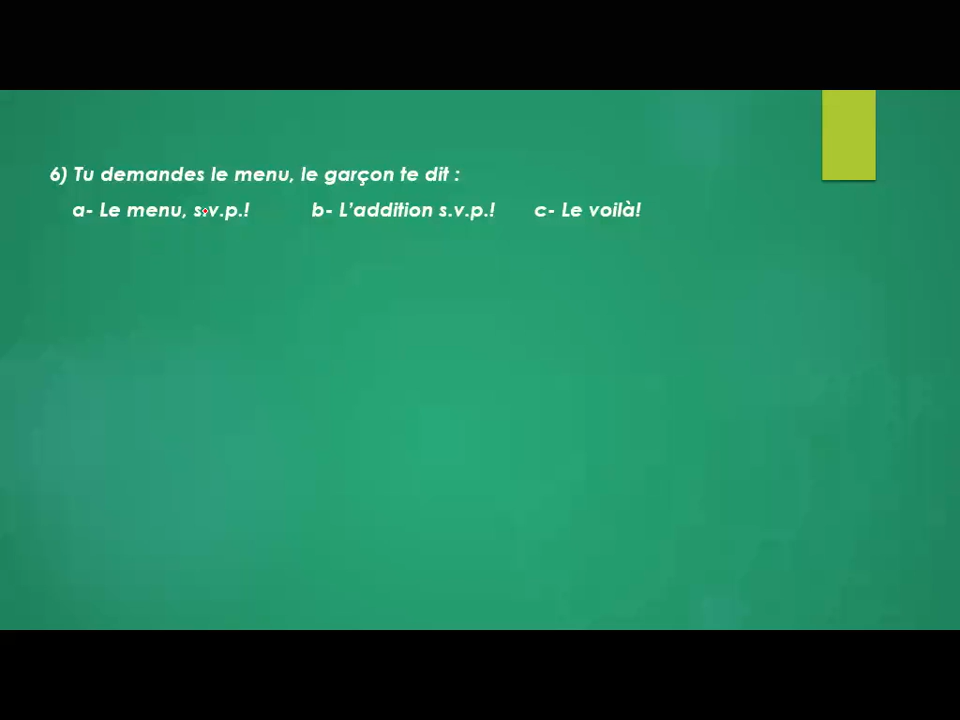 6) Tu demandes le menu, le garçon te dit :
a- Le menu, s.v.p.! b- L'addition s.v.p.! c- Le voilà!